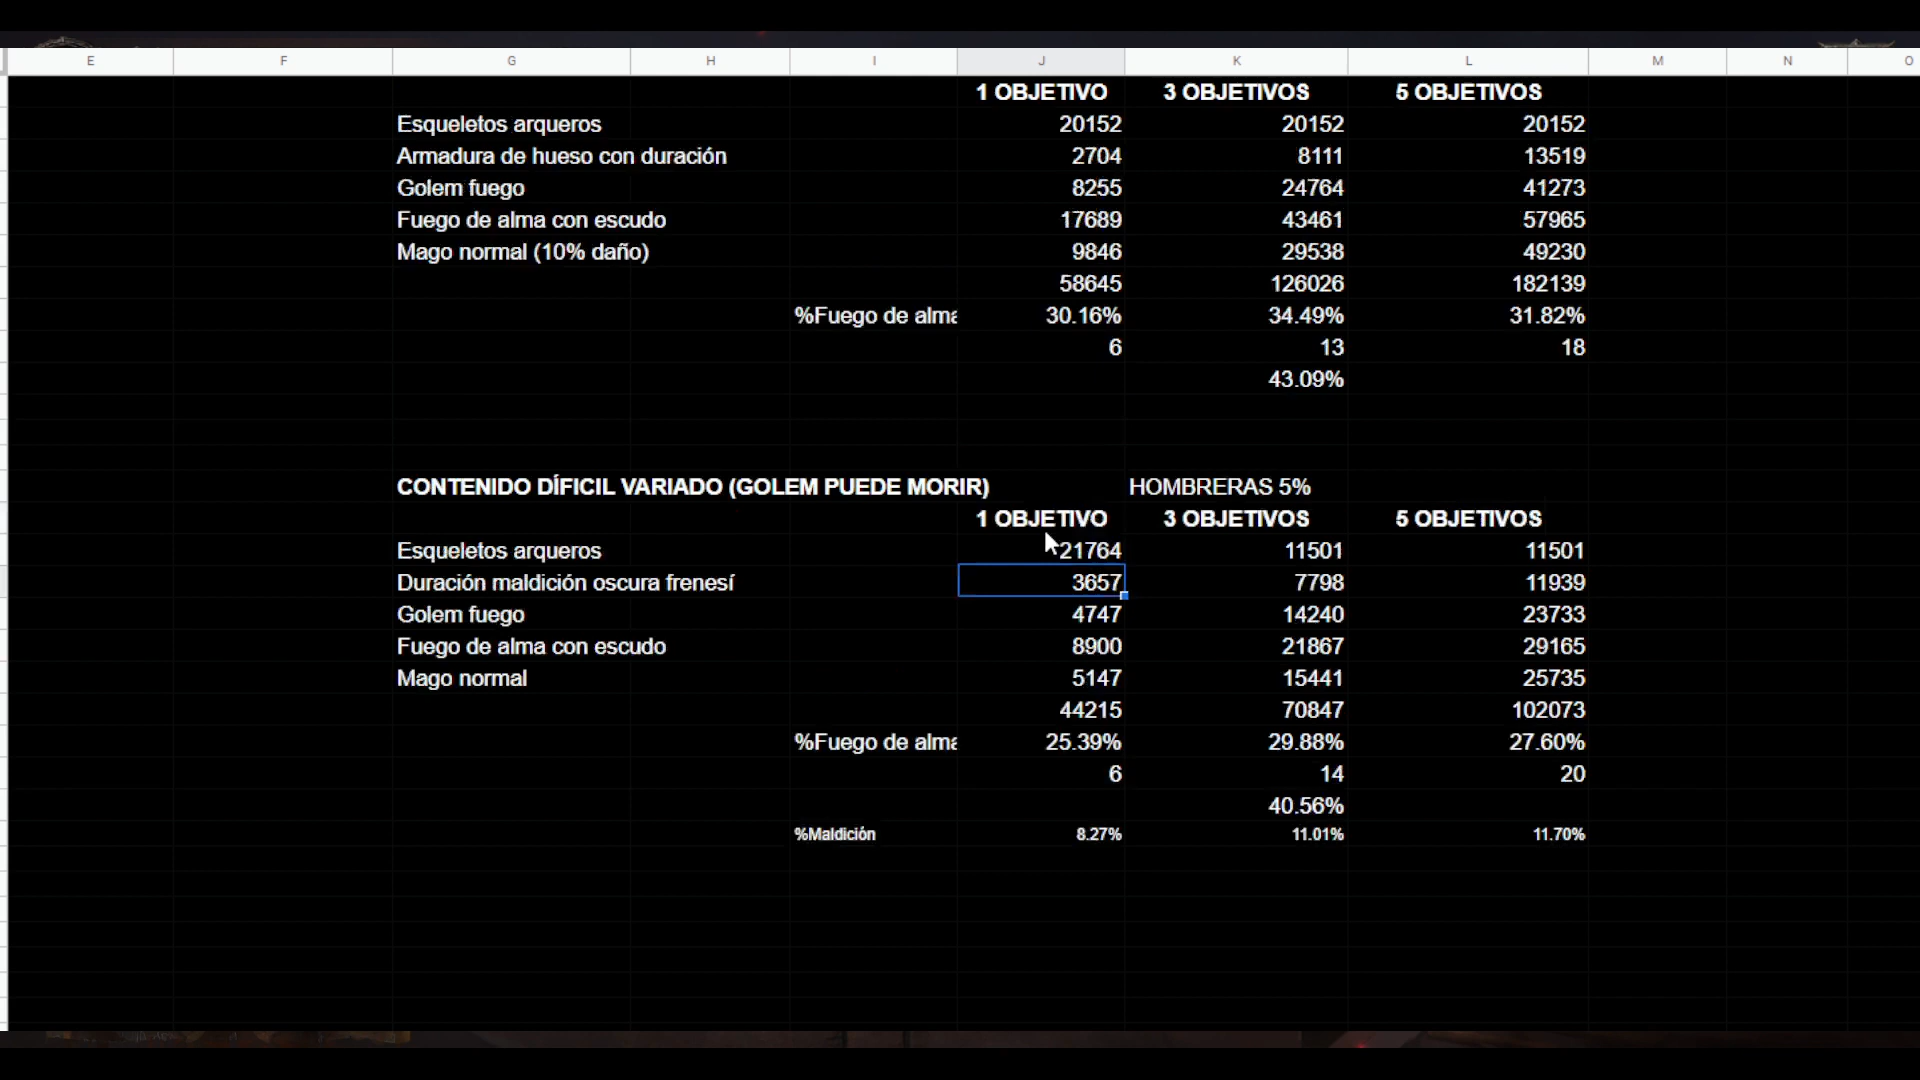 E F G H I J K L M N O
1 OBJETIVO 3 OBJETIVOS 5 OBJETIVOS
Esqueletos arqueros 20152 20152 20152
Armadura de hueso con duración 2704 8111 13519
Golem fuego 8255 24764 41273
Fuego de alma con escudo 17689 43461 57965
Mago normal (10% daño) 9846 29538 49230
58645 126026 182139
%Fuego de alma 30.16% 34.49% 31.82%
6 13 18
43.09%
CONTENIDO DÍFICIL VARIADO (GOLEM PUEDE MORIR) HOMBRERAS 5%
1 OBJETIVO 3 OBJETIVOS 5 OBJETIVOS
Esqueletos arqueros 21764 11501 11501
Duración maldición oscura frenesí 3657 7798 11939
Golem fuego 4747 14240 23733
Fuego de alma con escudo 8900 21867 29165
Mago normal 5147 15441 25735
44215 70847 102073
%Fuego de alma 25.39% 29.88% 27.60%
6 14 20
40.56%
%Maldición 8.27% 11.01% 11.70%